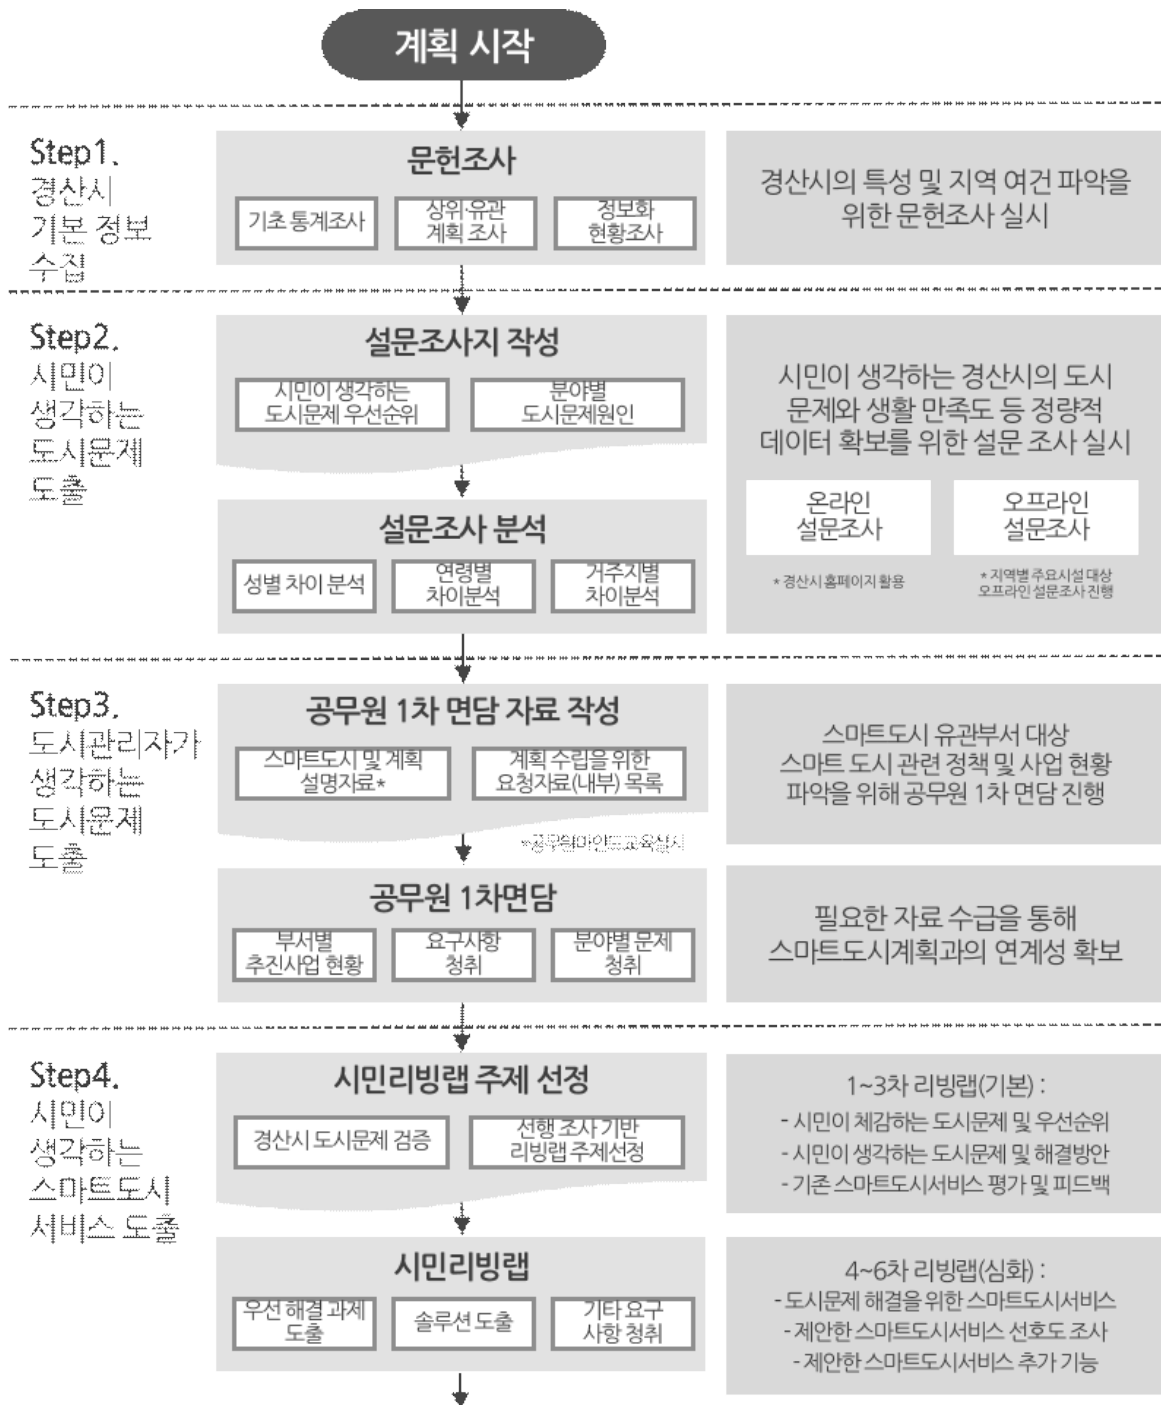 계획 시작
Step1.
경산시
기본 정보
수집
문헌조사
기초 통계조사
상위·유관
계획 조사
정보화
현황조사
경산시의 특성 및 지역 여건 파악을
위한 문헌조사 실시
Step2.
시민이
생각하는
도시문제
도출
설문조사지 작성
시민이 생각하는
도시문제 우선순위
분야별
도시문제원인
설문조사 분석
성별 차이 분석
연령별
차이분석
거주지별
차이분석
시민이 생각하는 경산시의 도시
문제와 생활 만족도 등 정량적
데이터 확보를 위한 설문 조사 실시
온라인
설문조사
* 경산시 홈페이지 활용
오프라인
설문조사
* 지역별 주요시설 대상
오프라인 설문조사 진행
Step3.
도시관리자가
생각하는
도시문제
도출
공무원 1차 면담 자료 작성
스마트도시 및 계획
설명자료*
계획 수립을 위한
요청자료(내부) 목록
*공무원마인드교육실시
공무원 1차면담
부서별
추진사업 현황
요구사항
청취
분야별 문제
청취
스마트도시 유관부서 대상
스마트 도시 관련 정책 및 사업 현황
파악을 위해 공무원 1차 면담 진행
필요한 자료 수급을 통해
스마트도시계획과의 연계성 확보
Step4.
시민이
생각하는
스마트도시
서비스 도출
시민리빙랩 주제 선정
경산시 도시문제 검증
선행 조사 기반
리빙랩 주제선정
시민리빙랩
우선 해결 과제
도출
솔루션 도출
기타 요구
사항 청취
1~3차 리빙랩(기본) :
- 시민이 체감하는 도시문제 및 우선순위
- 시민이 생각하는 도시문제 및 해결방안
- 기존 스마트도시서비스 평가 및 피드백
4~6차 리빙랩(심화) :
- 도시문제 해결을 위한 스마트도시서비스
- 제안한 스마트도시서비스 선호도 조사
- 제안한 스마트도시서비스 추가 기능